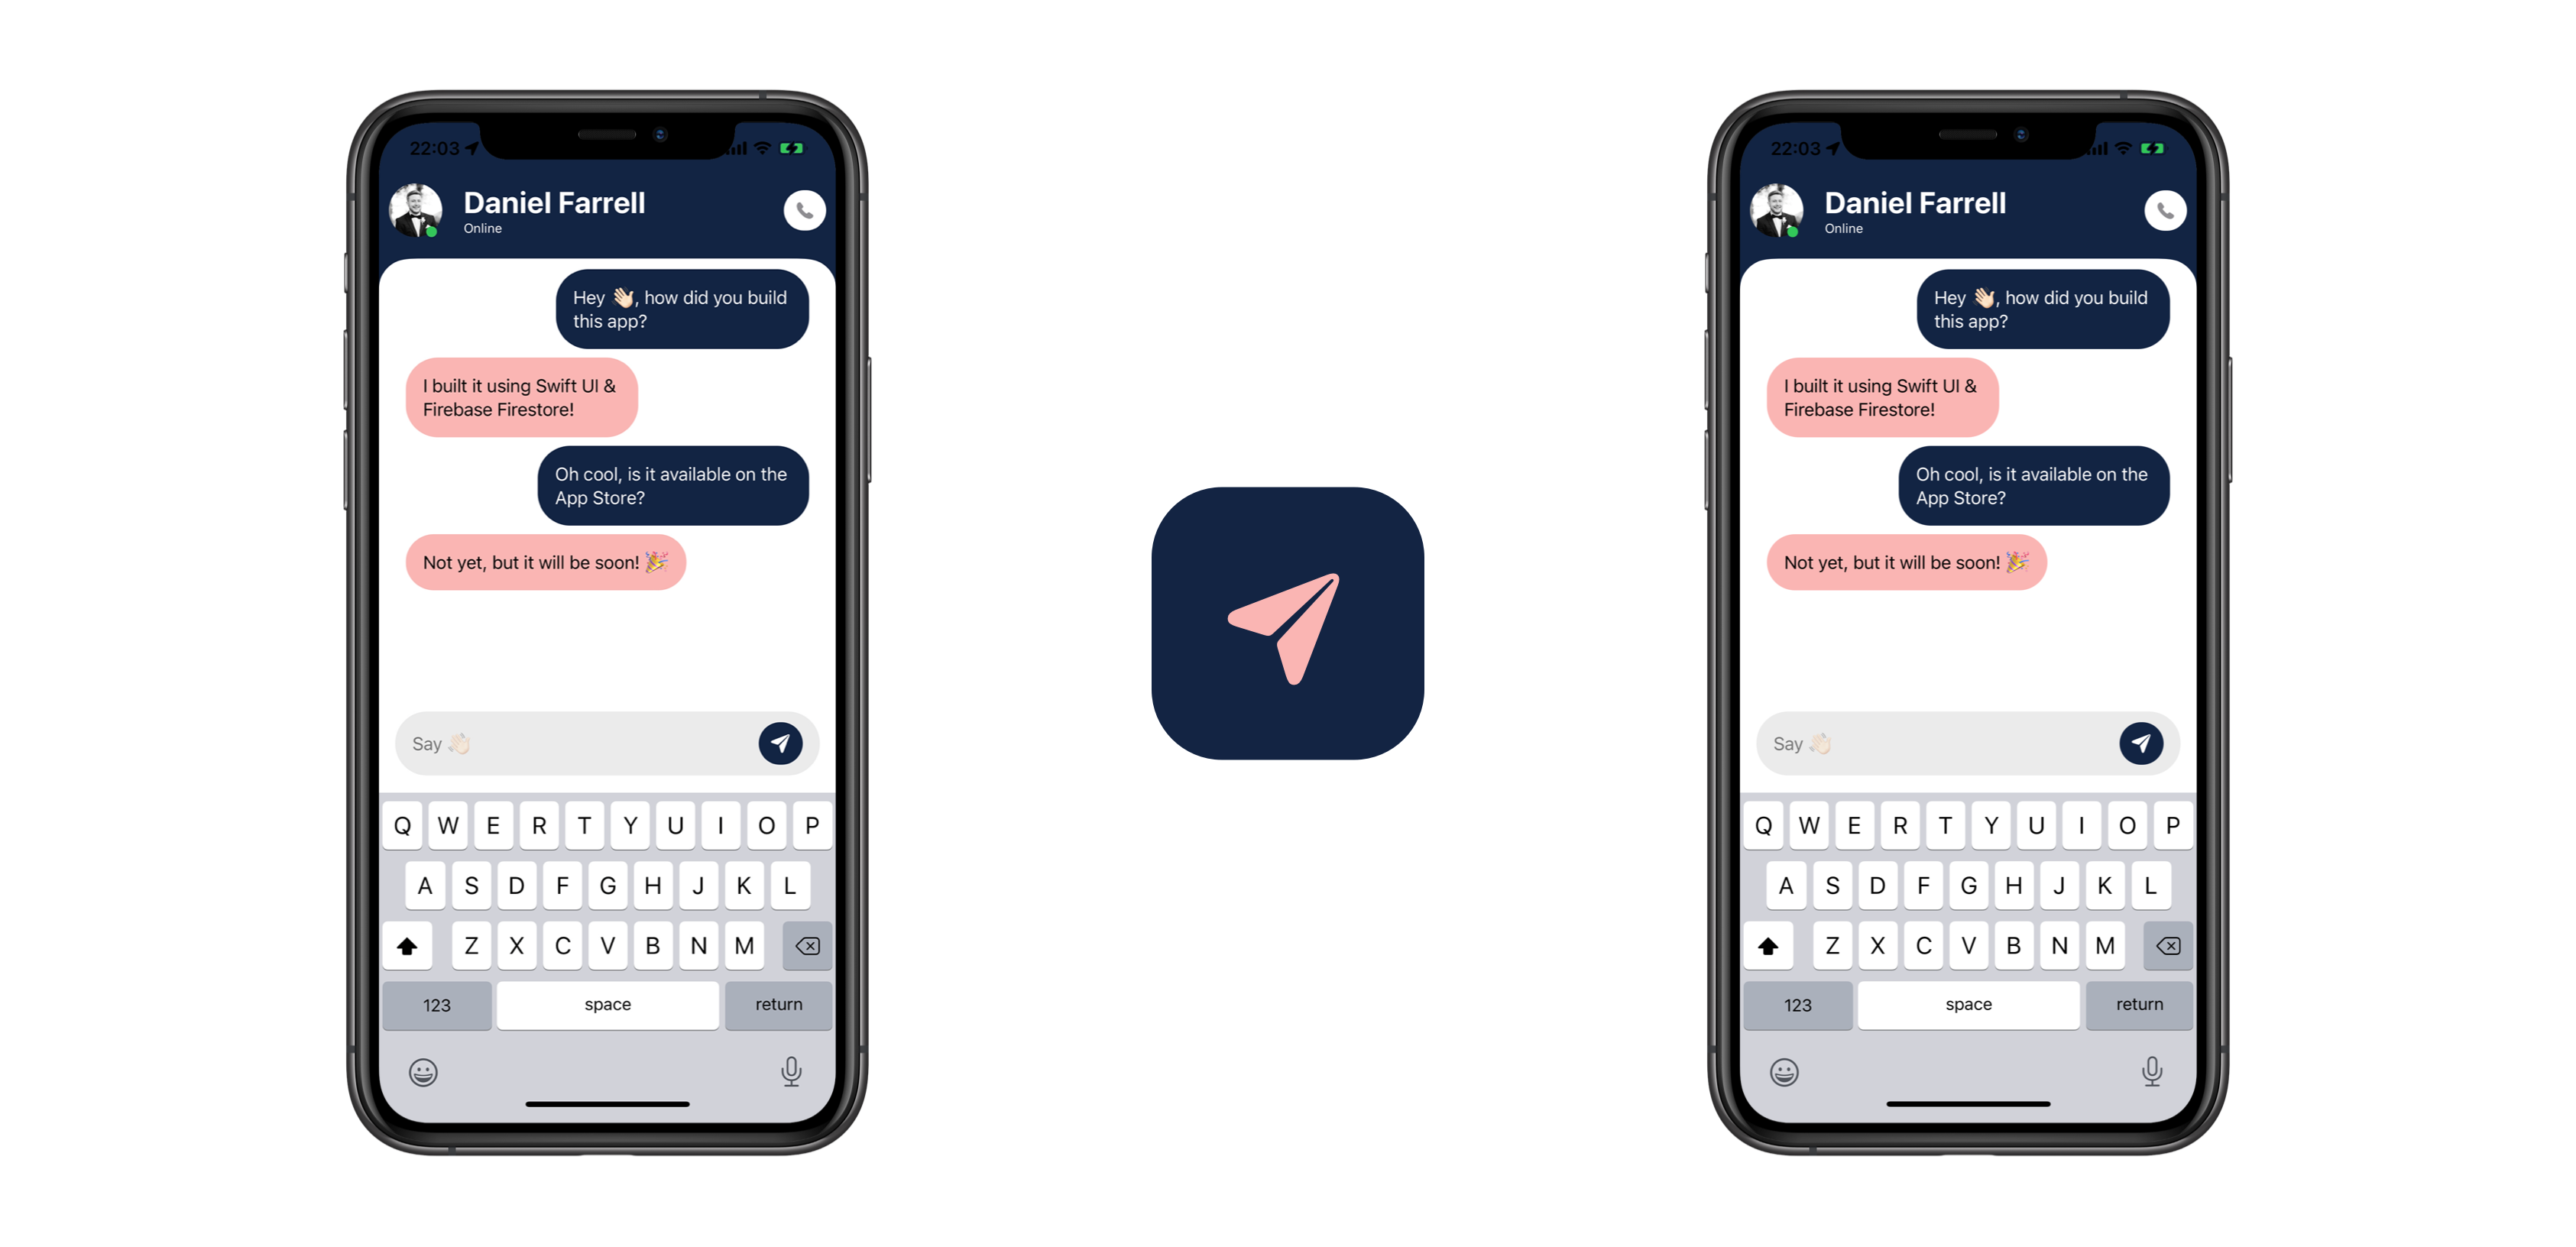 22:03
Daniel Farrell
Online
Hey 👋🏻, how did you build
this app?
I built it using Swift UI &
Firebase Firestore!
Oh cool, is it available on the
App Store?
Not yet, but it will be soon! 🎉
Say 👋🏻
Q W E R T Y U I O P
A S D F G H J K L
Z X C V B N M
123 space return
22:03
Daniel Farrell
Online
Hey 👋🏻, how did you build
this app?
I built it using Swift UI &
Firebase Firestore!
Oh cool, is it available on the
App Store?
Not yet, but it will be soon! 🎉
Say 👋🏻
Q W E R T Y U I O P
A S D F G H J K L
Z X C V B N M
123 space return